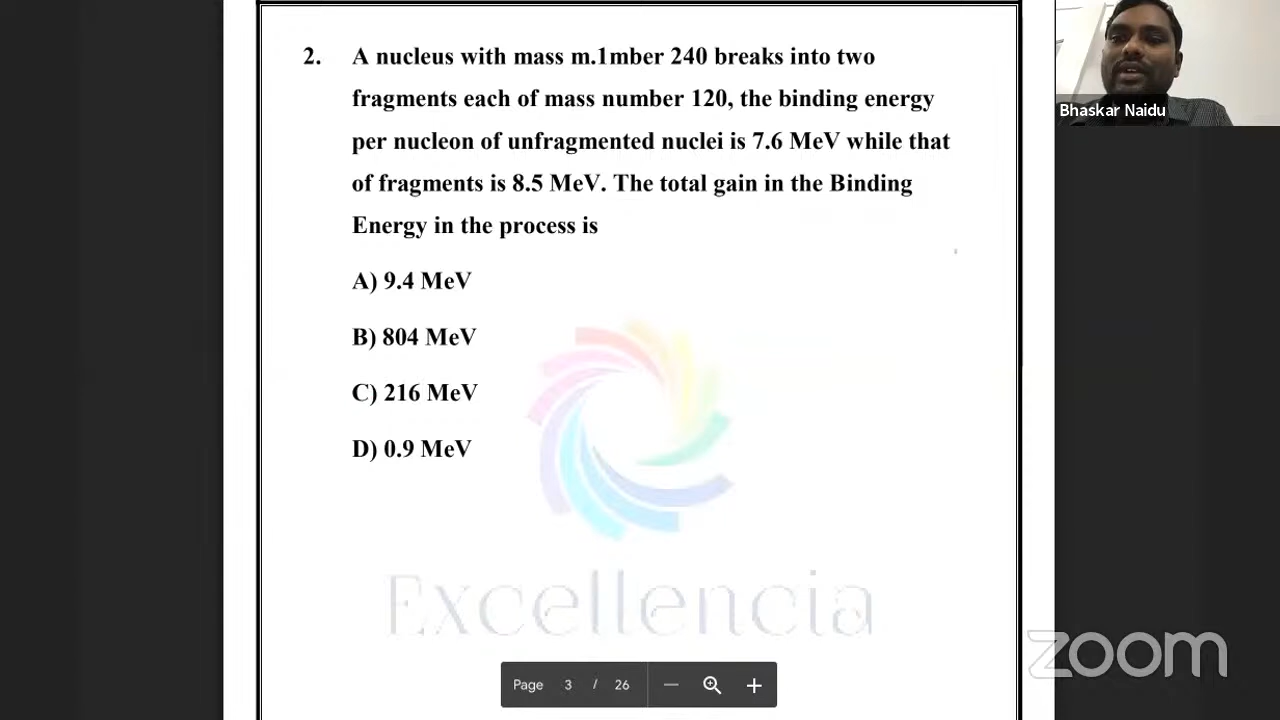 2. A nucleus with mass m.1mber 240 breaks into two
fragments each of mass number 120, the binding energy
per nucleon of unfragmented nuclei is 7.6 MeV while that
of fragments is 8.5 MeV. The total gain in the Binding
Energy in the process is
A) 9.4 MeV
B) 804 MeV
C) 216 MeV
D) 0.9 MeV
Excellencia
Page 3 / 26
Bhaskar Naidu
zoom